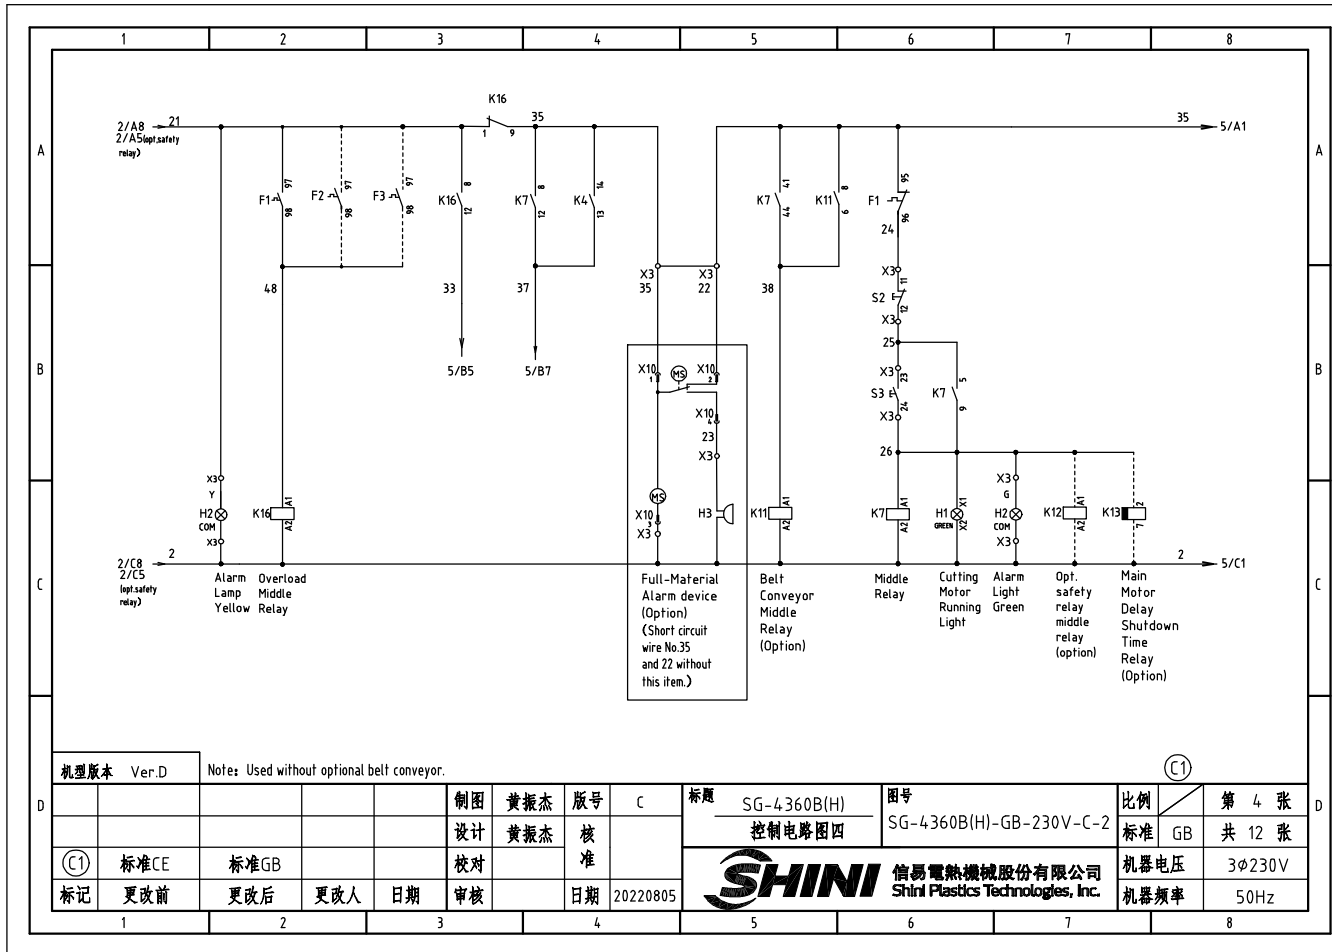 1 2 3 4 5 6 7 8
K16
2/A8 21
2/A5(opt.safety
relay)
1 9
35
35
5/A1
A
A
F1 97 98
F2 97 98
F3 97 98
K16 8 12
K7 8 12
K4 14 13
K7 41 44
K11 8 6
F1 95 96
24
48
33
37
X3
35
X3
22
38
X3
11
S2
12
X3
25
B
B
5/B5
5/B7
X10
1
MS
X10
2
X10
4
23
X3
X3
23
S3
24
X3
K7 5 9
26
X3
Y
H2
COM
X3
K16 A1 A2
MS
X10
3
X3
H3
K11 A1 A2
K7 A1 A2
H1 X1 X2
GREEN
X3
G
H2
COM
X3
K12 A1 A2
K13 2 7
2/C8 2
2/C5
(opt.safety
relay)
2
5/C1
C
C
Alarm
Lamp
Yellow
Overload
Middle
Relay
Full-Material
Alarm device
(Option)
(Short circuit
wire No.35
and 22 without
this item.)
Belt
Conveyor
Middle
Relay
(Option)
Middle
Relay
Cutting
Motor
Running
Light
Alarm
Light
Green
Opt.
safety
relay
middle
relay
(option)
Main
Motor
Delay
Shutdown
Time
Relay
(Option)
机型版本 Ver.D
Note: Used without optional belt conveyor.
C1
D
D
制图 黄振杰 版号 C
标题 SG-4360B(H)
控制电路图四
图号
SG-4360B(H)-GB-230V-C-2
比例 第 4 张
设计 黄振杰 核准
标准 GB 共 12 张
C1 标准CE 标准GB 校对
SHINI 信易電熱機械股份有限公司
Shini Plastics Technologies, Inc.
机器电压 3φ230V
标记 更改前 更改后 更改人 日期 审核 日期 20220805
机器频率 50Hz
1 2 3 4 5 6 7 8